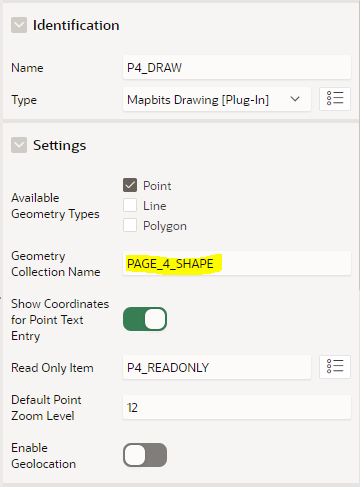 Identification
Name P4_DRAW
Type Mapbits Drawing [Plug-In]
Settings
Available Geometry Types
Point
Line
Polygon
Geometry Collection Name PAGE_4_SHAPE
Show Coordinates for Point Text Entry
Read Only Item P4_READONLY
Default Point Zoom Level 12
Enable Geolocation